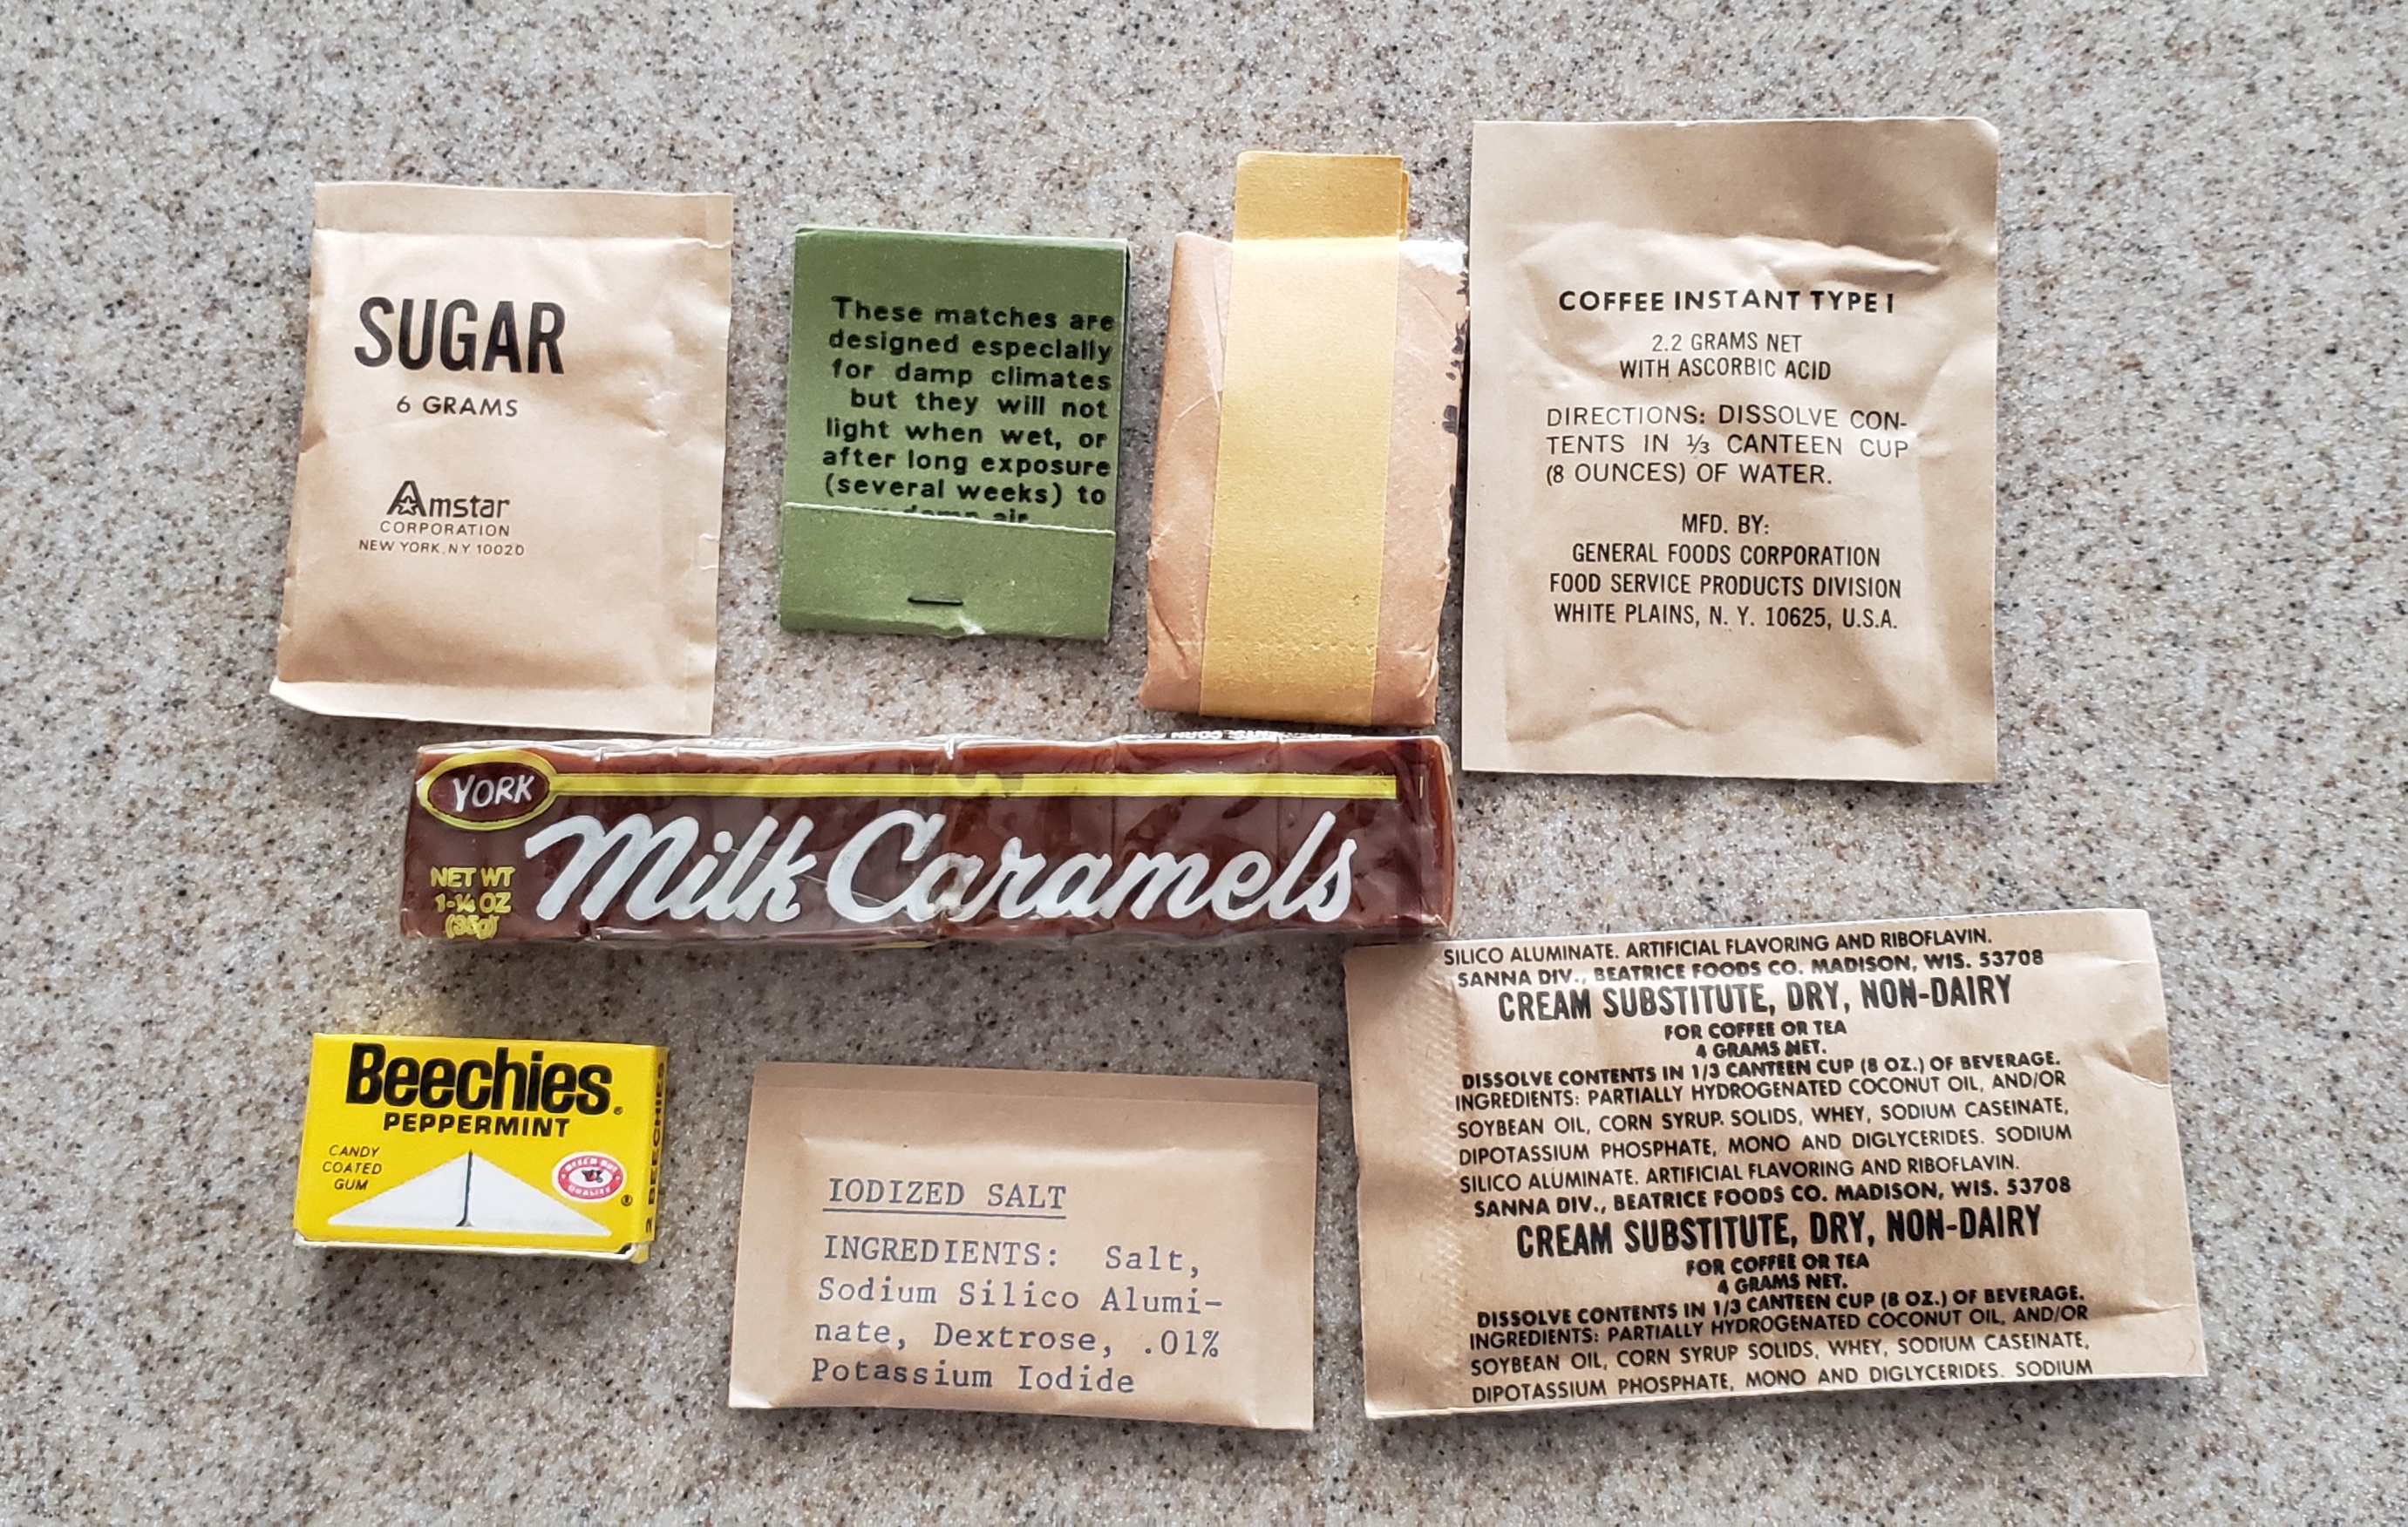 SUGAR
6 GRAMS
Amstar
CORPORATION
NEW YORK, NY 10020
These matches are
designed especially
for damp climates
but they will not
light when wet, or
after long exposure
(several weeks) to
damp air
COFFEE INSTANT TYPE I
2.2 GRAMS NET
WITH ASCORBIC ACID
DIRECTIONS: DISSOLVE CON-
TENTS IN ⅓ CANTEEN CUP
(8 OUNCES) OF WATER.
MFD. BY:
GENERAL FOODS CORPORATION
FOOD SERVICE PRODUCTS DIVISION
WHITE PLAINS, N. Y. 10625, U.S.A.
YORK
Milk Caramels
NET WT
1-¼ OZ
(35g)
Beechies®
PEPPERMINT
CANDY
COATED
GUM
BEECH-NUT
QUALITY
®
2 BEECHIES
IODIZED SALT
INGREDIENTS: Salt,
Sodium Silico Alumi-
nate, Dextrose, .01%
Potassium Iodide
SILICO ALUMINATE. ARTIFICIAL FLAVORING AND RIBOFLAVIN.
SANNA DIV., BEATRICE FOODS CO. MADISON, WIS. 53708
CREAM SUBSTITUTE, DRY, NON-DAIRY
FOR COFFEE OR TEA
4 GRAMS NET.
DISSOLVE CONTENTS IN 1/3 CANTEEN CUP (8 OZ.) OF BEVERAGE.
INGREDIENTS: PARTIALLY HYDROGENATED COCONUT OIL, AND/OR
SOYBEAN OIL, CORN SYRUP SOLIDS, WHEY, SODIUM CASEINATE,
DIPOTASSIUM PHOSPHATE, MONO AND DIGLYCERIDES. SODIUM
SILICO ALUMINATE. ARTIFICIAL FLAVORING AND RIBOFLAVIN.
SANNA DIV., BEATRICE FOODS CO. MADISON, WIS. 53708
CREAM SUBSTITUTE, DRY, NON-DAIRY
FOR COFFEE OR TEA
4 GRAMS NET.
DISSOLVE CONTENTS IN 1/3 CANTEEN CUP (8 OZ.) OF BEVERAGE.
INGREDIENTS: PARTIALLY HYDROGENATED COCONUT OIL, AND/OR
SOYBEAN OIL, CORN SYRUP SOLIDS, WHEY, SODIUM CASEINATE,
DIPOTASSIUM PHOSPHATE, MONO AND DIGLYCERIDES. SODIUM